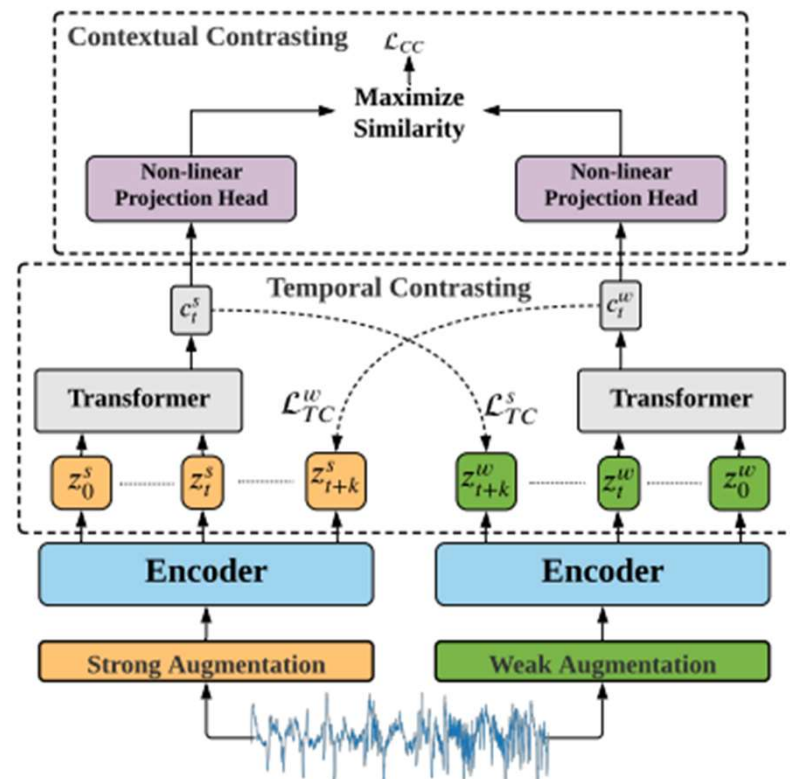 Contextual Contrasting
ℒ_CC
Maximize
Similarity
Non-linear
Projection Head
Non-linear
Projection Head
Temporal Contrasting
c_t^s
c_t^w
Transformer
Transformer
ℒ_TC^w
ℒ_TC^s
z_0^s
z_t^s
z_{t+k}^s
z_{t+k}^w
z_t^w
z_0^w
Encoder
Encoder
Strong Augmentation
Weak Augmentation